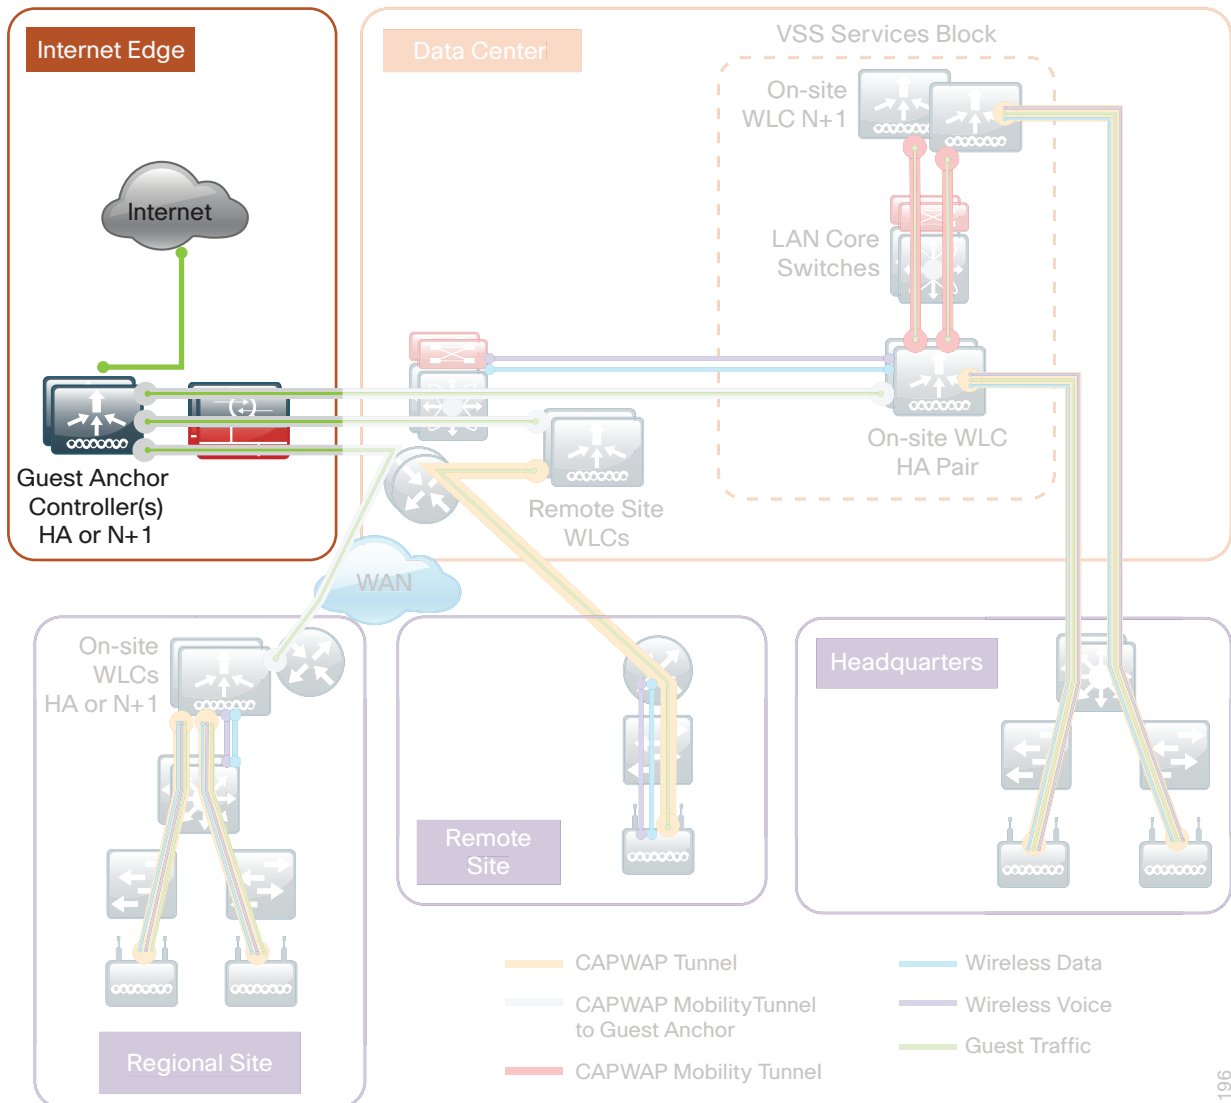 Internet Edge
Data Center
VSS Services Block
On-site
WLC N+1
Internet
LAN Core
Switches
Guest Anchor
Controller(s)
HA or N+1
On-site WLC
HA Pair
Remote Site
WLCs
WAN
On-site
WLCs
HA or N+1
Headquarters
Remote
Site
Regional Site
CAPWAP Tunnel
CAPWAP Mobility Tunnel
to Guest Anchor
CAPWAP Mobility Tunnel
Wireless Data
Wireless Voice
Guest Traffic
196